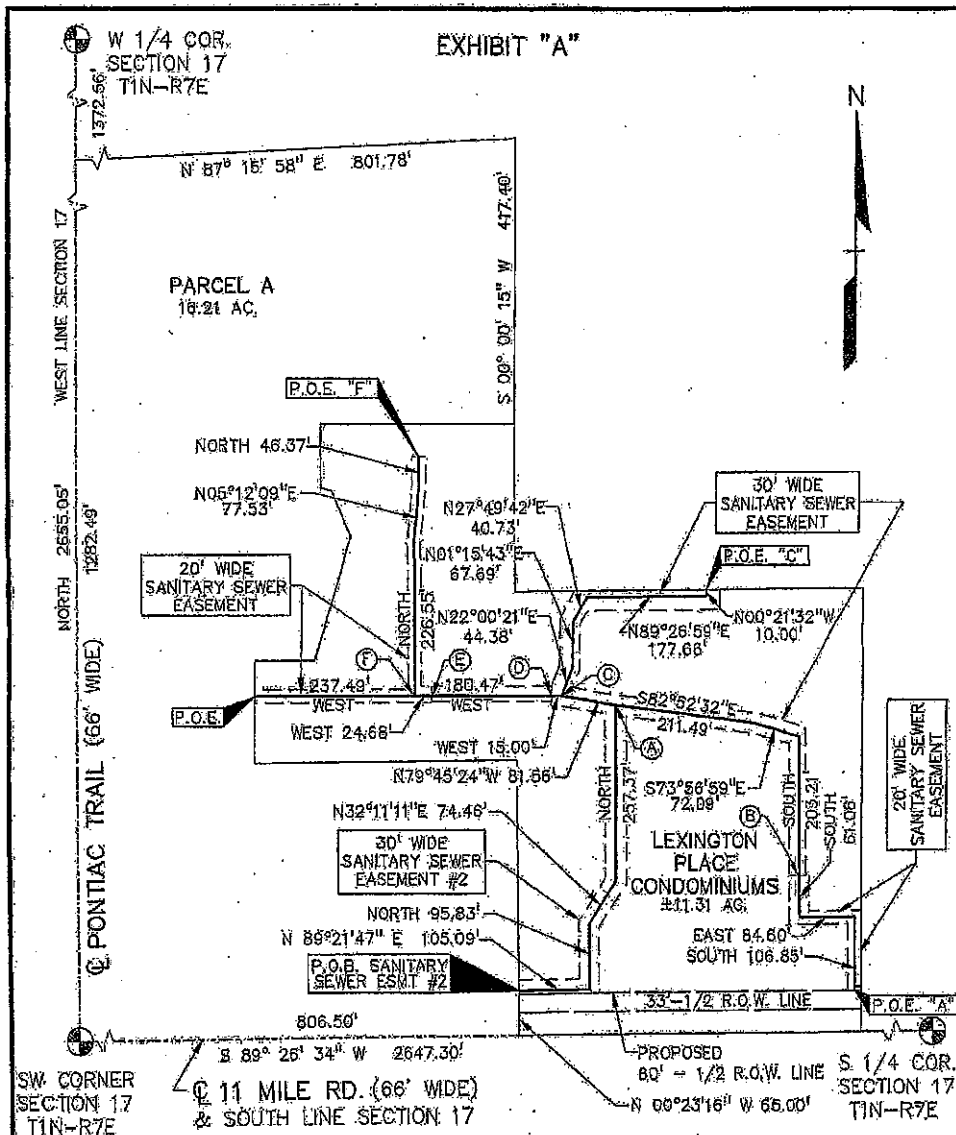 EXHIBIT "A"
W 1/4 COR.
SECTION 17
T1N-R7E
1372.56'
N
N 87° 15' 58" E 801.78'
S 00° 00' 15" W 417.40'
WEST LINE SECTION 17
PARCEL A
16.21 AC.
P.O.E. "F"
NORTH 46.37'
N05°12'09"E
77.53'
N27°49'42"E
40.73'
30' WIDE
SANITARY SEWER
EASEMENT
N01°15'43"E
67.69'
P.O.E. "C"
NORTH 2655.05'
1282.49'
20' WIDE
SANITARY SEWER
EASEMENT
NORTH
226.55'
N22°00'21"E
44.38'
N89°26'59"E
177.66'
N00°21'32"W
10.00'
F
E
D
C
237.49'
WEST
180.47'
WEST
P.O.E.
WEST 24.68'
WEST 15.00'
S82°52'32"E
211.49'
A
N79°45'24"W 81.66'
S73°56'59"E
72.09'
20' WIDE
SANITARY SEWER
EASEMENT
NORTH
257.37'
SOUTH
203.21'
SOUTH
61.06'
B
N32°11'11"E 74.46'
LEXINGTON
PLACE
CONDOMINIUMS
±11.31 AC.
30' WIDE
SANITARY SEWER
EASEMENT #2
NORTH 95.83'
EAST 84.60'
N 89°21'47" E 105.09'
SOUTH 106.85'
P.O.B. SANITARY
SEWER ESMT #2
33'-1/2 R.O.W. LINE
P.O.E. "A"
℄ PONTIAC TRAIL (66' WIDE)
806.50'
S 89° 26' 34" W 2647.30'
PROPOSED
60' - 1/2 R.O.W. LINE
SW CORNER
SECTION 17
T1N-R7E
℄ 11 MILE RD. (66' WIDE)
& SOUTH LINE SECTION 17
N 00°23'16" W 65.00'
S 1/4 COR.
SECTION 17
T1N-R7E